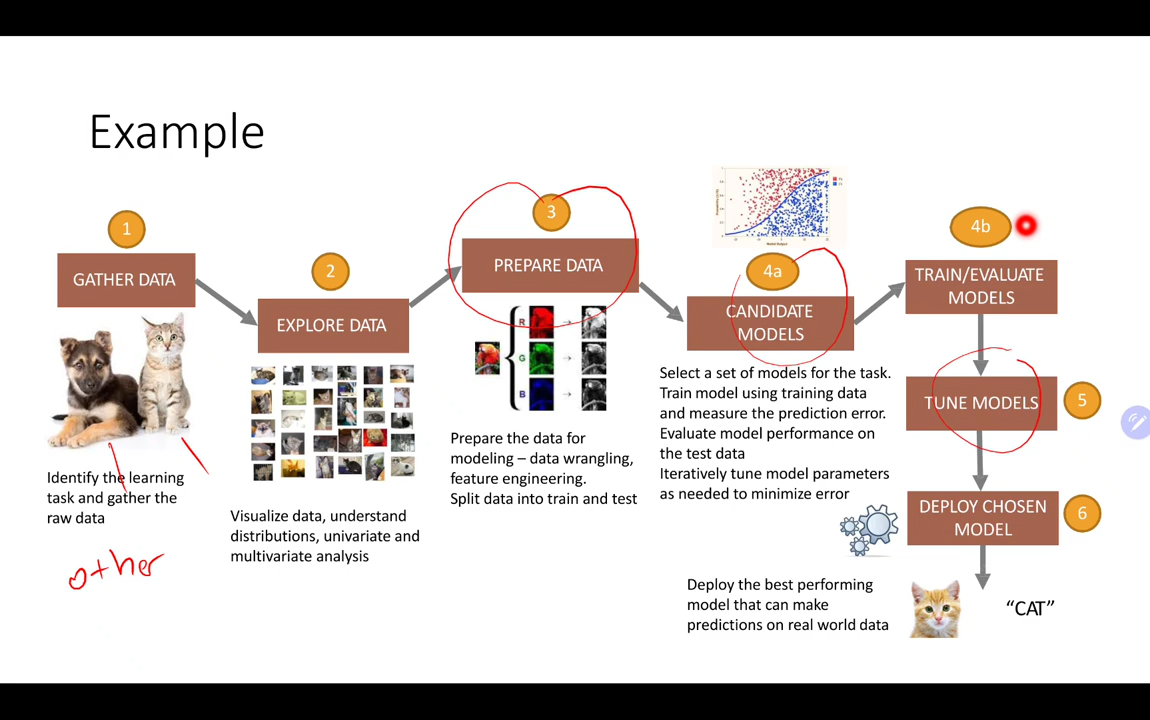 Example
1
GATHER DATA
Identify the learning
task and gather the
raw data
other
2
EXPLORE DATA
Visualize data, understand
distributions, univariate and
multivariate analysis
3
PREPARE DATA
R
G
B
Prepare the data for
modeling – data wrangling,
feature engineering.
Split data into train and test
4a
CANDIDATE
MODELS
Select a set of models for the task.
Train model using training data
and measure the prediction error.
Evaluate model performance on
the test data
Iteratively tune model parameters
as needed to minimize error
4b
TRAIN/EVALUATE
MODELS
TUNE MODELS
5
DEPLOY CHOSEN
MODEL
6
Deploy the best performing
model that can make
predictions on real world data
“CAT”